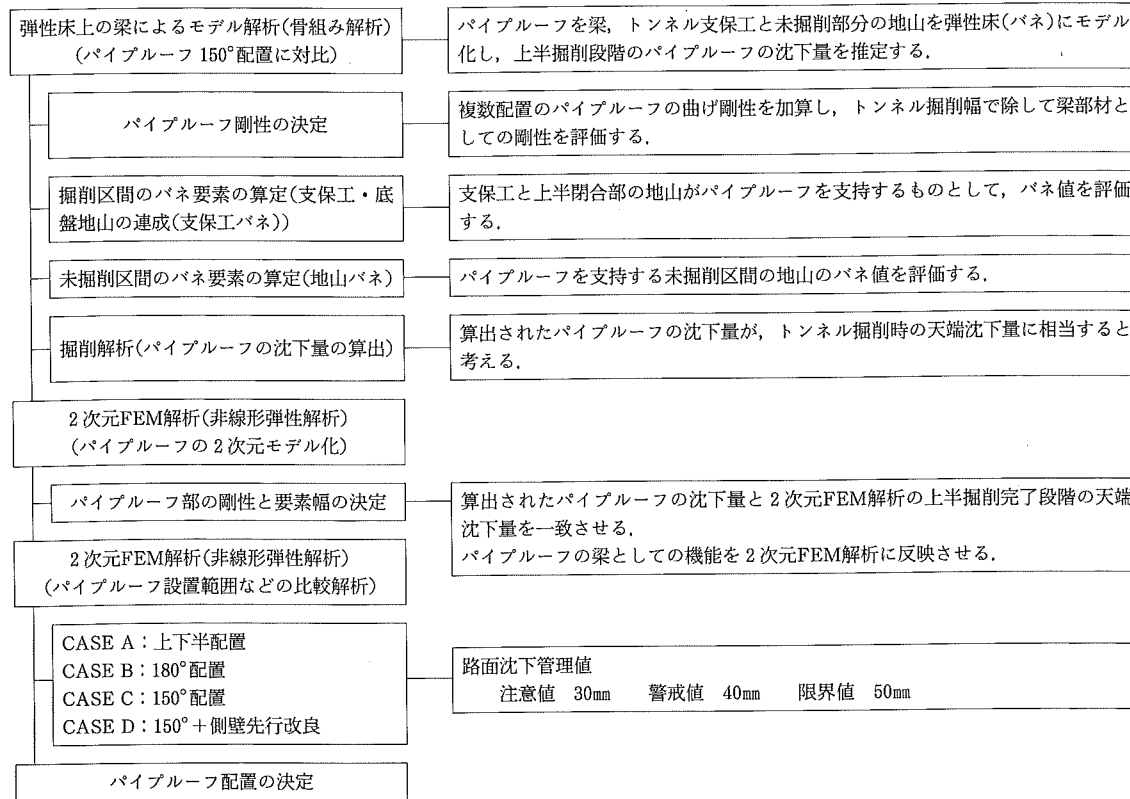 弾性床上の梁によるモデル解析(骨組み解析)
(パイプルーフ 150°配置に対比)
パイプルーフを梁,トンネル支保工と未掘削部分の地山を弾性床(バネ)にモデル
化し,上半掘削段階のパイプルーフの沈下量を推定する.
パイプルーフ剛性の決定
複数配置のパイプルーフの曲げ剛性を加算し,トンネル掘削幅で除して梁部材と
しての剛性を評価する.
掘削区間のバネ要素の算定(支保工・底
盤地山の連成(支保工バネ))
支保工と上半閉合部の地山がパイプルーフを支持するものとして,バネ値を評価
する.
未掘削区間のバネ要素の算定(地山バネ)
パイプルーフを支持する未掘削区間の地山のバネ値を評価する.
掘削解析(パイプルーフの沈下量の算出)
算出されたパイプルーフの沈下量が,トンネル掘削時の天端沈下量に相当すると
考える.
2次元FEM解析(非線形弾性解析)
(パイプルーフの2次元モデル化)
パイプルーフ部の剛性と要素幅の決定
算出されたパイプルーフの沈下量と2次元FEM解析の上半掘削完了段階の天端
沈下量を一致させる.
パイプルーフの梁としての機能を2次元FEM解析に反映させる.
2次元FEM解析(非線形弾性解析)
(パイプルーフ設置範囲などの比較解析)
CASE A:上下半配置
CASE B:180°配置
CASE C:150°配置
CASE D:150°+側壁先行改良
路面沈下管理値
注意値 30mm 警戒値 40mm 限界値 50mm
パイプルーフ配置の決定